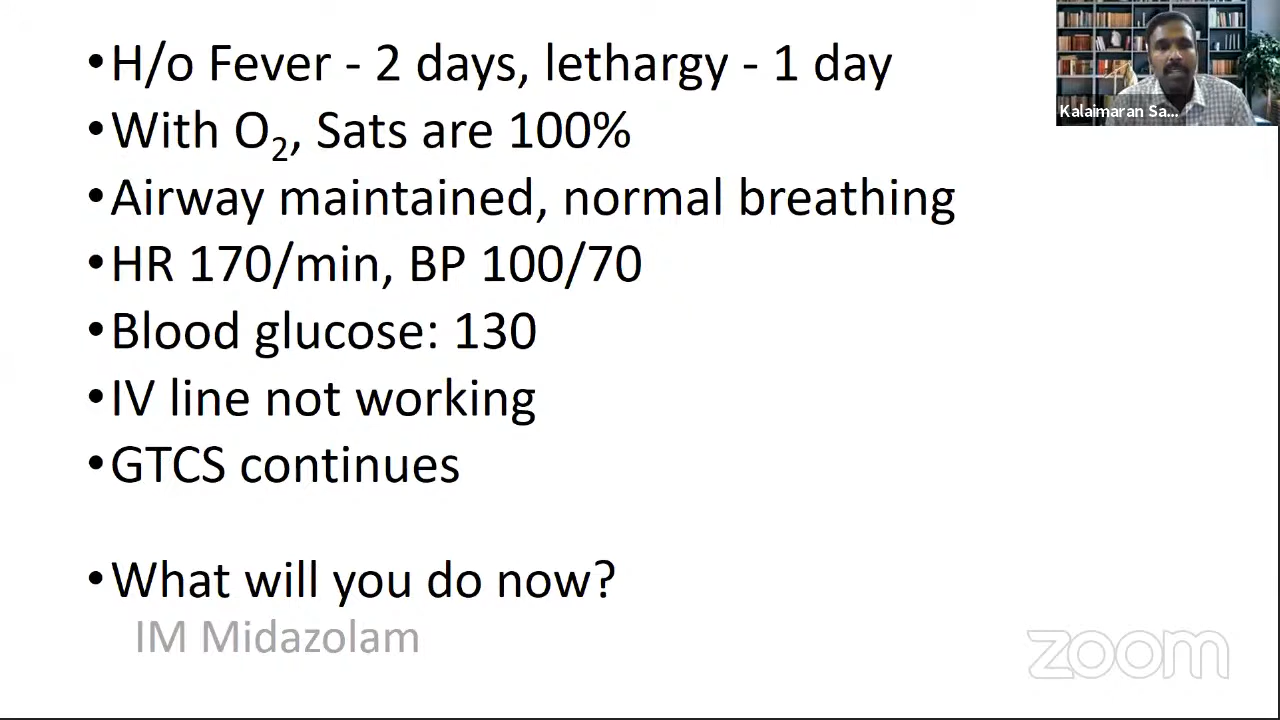 •H/o Fever - 2 days, lethargy - 1 day
•With O₂, Sats are 100%
•Airway maintained, normal breathing
•HR 170/min, BP 100/70
•Blood glucose: 130
•IV line not working
•GTCS continues
•What will you do now?
IM Midazolam
Kalaimaran Sa...
zoom